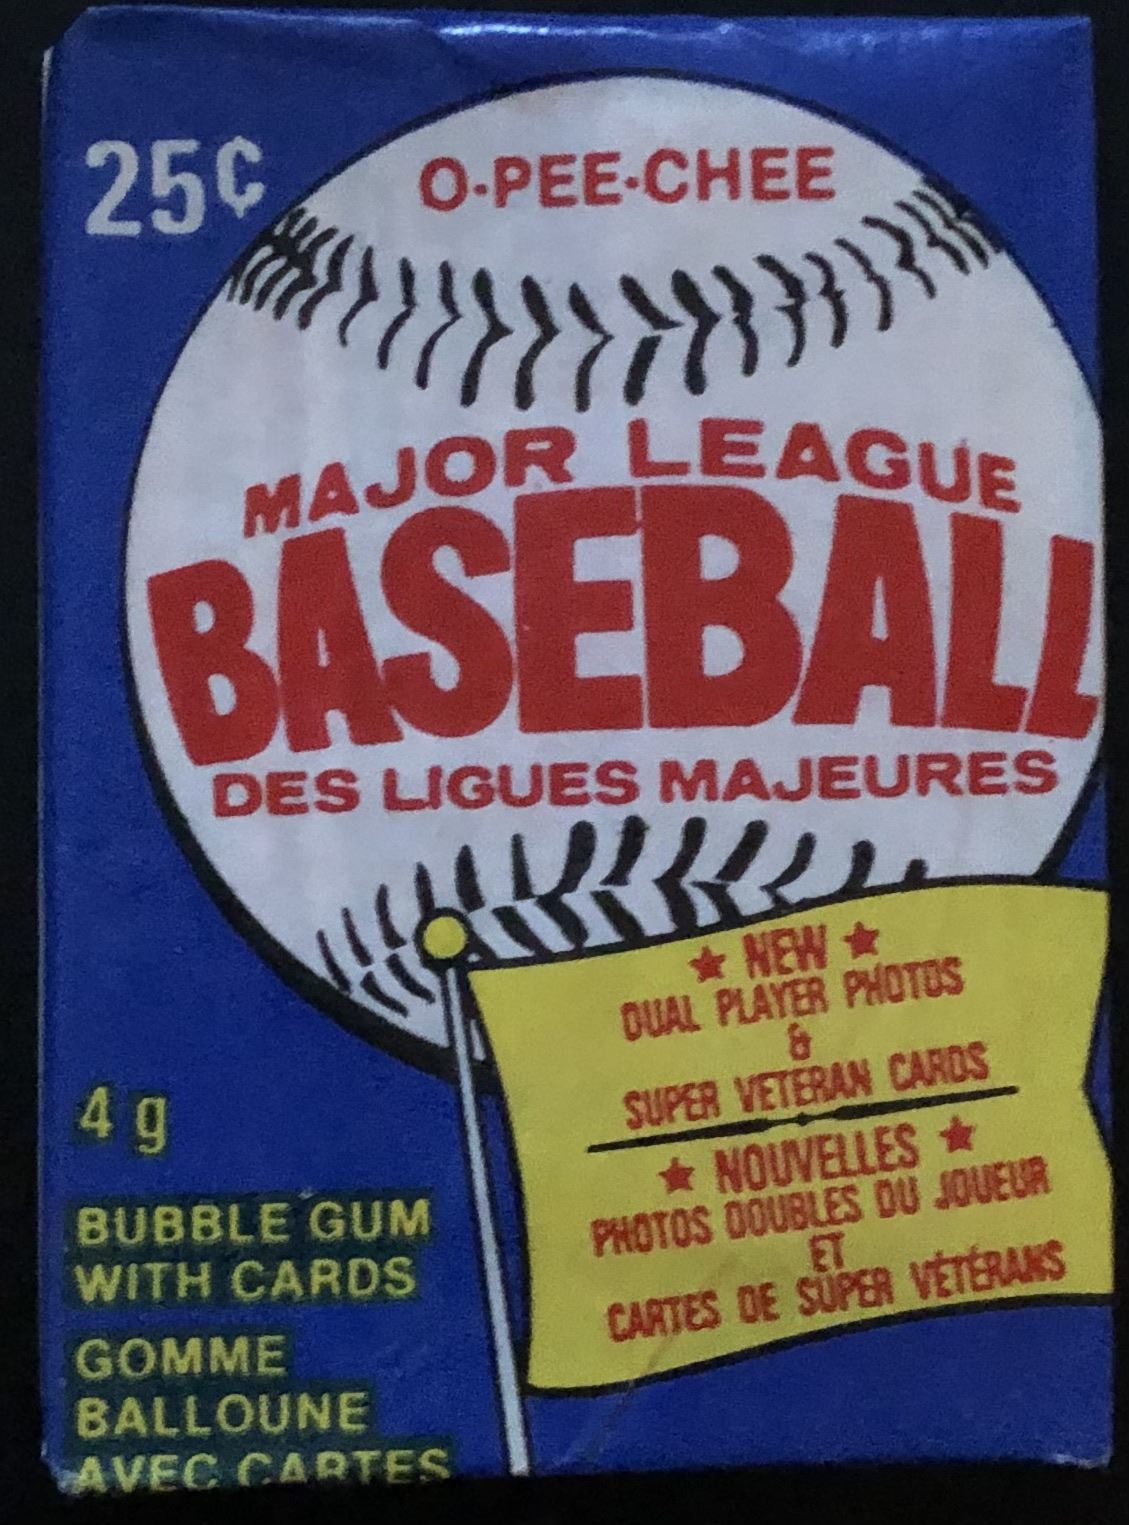 25¢
O-PEE-CHEE
MAJOR LEAGUE
BASEBALL
DES LIGUES MAJEURES
★ NEW ★
DUAL PLAYER PHOTOS
&
SUPER VETERAN CARDS
★ NOUVELLES ★
PHOTOS DOUBLES DU JOUEUR
ET
CARTES DE SUPER VÉTÉRANS
4 g
BUBBLE GUM
WITH CARDS
GOMME
BALLOUNE
AVEC CARTES